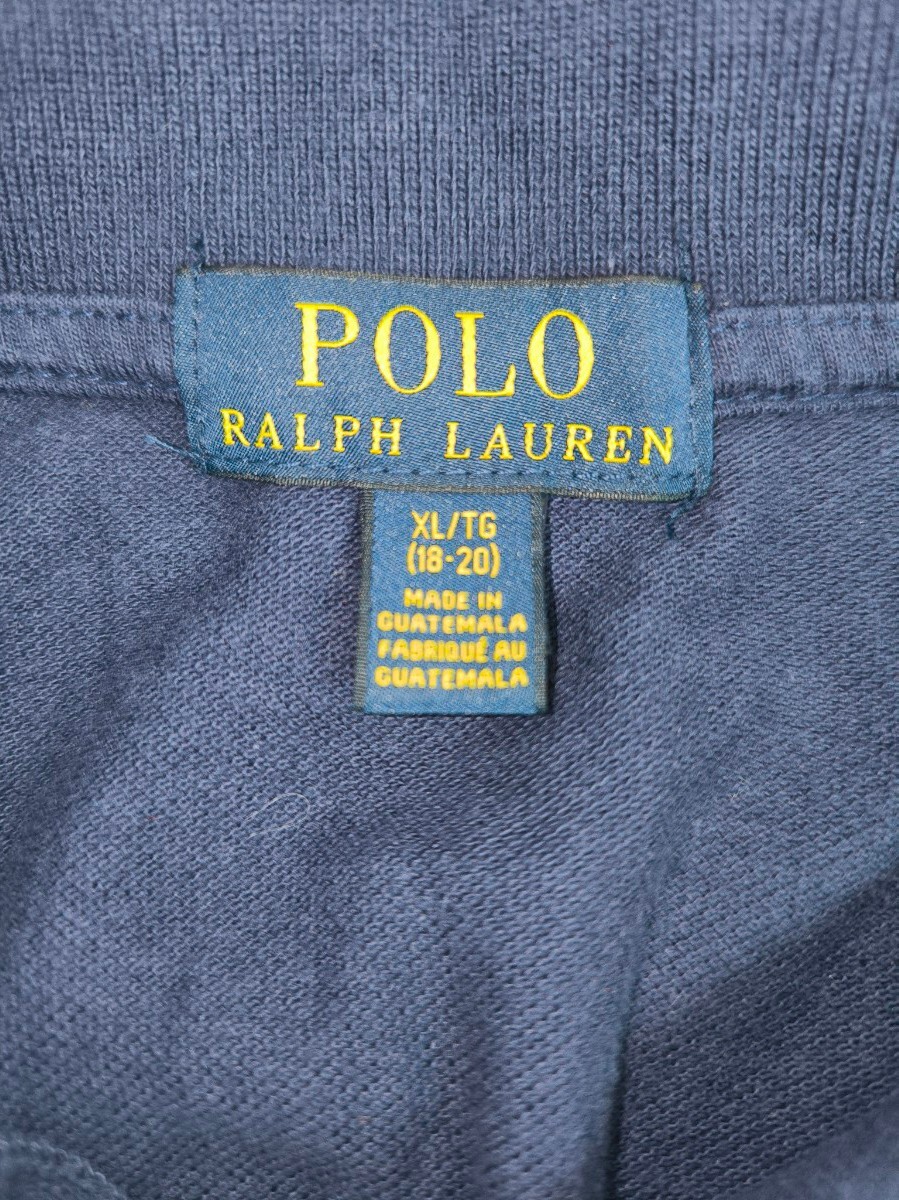 POLO
RALPH LAUREN
XL/TG
(18-20)
MADE IN
GUATEMALA
FABRIQUÉ AU
GUATEMALA